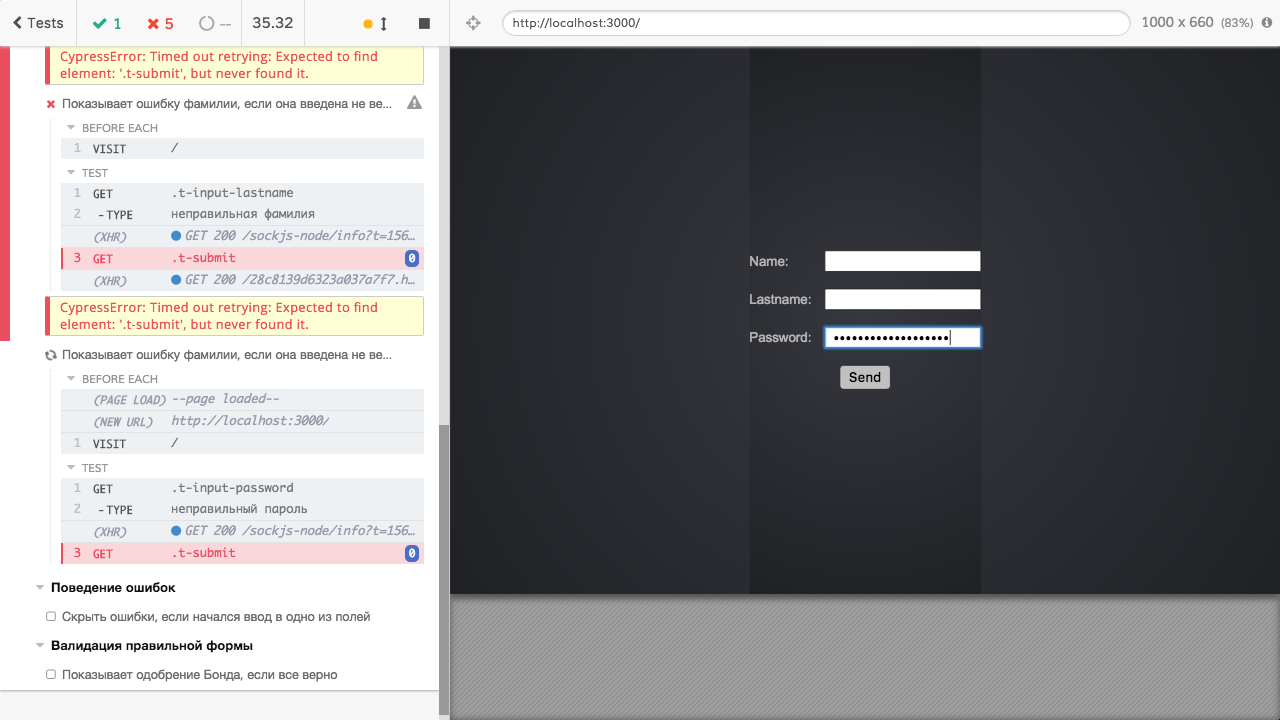 Tests 1 5 -- 35.32
http://localhost:3000/ 1000 x 660 (83%)
CypressError: Timed out retrying: Expected to find
element: '.t-submit', but never found it.
Показывает ошибку фамилии, если она введена не ве...
BEFORE EACH
1 VISIT /
TEST
1 GET .t-input-lastname
2 - TYPE неправильная фамилия
(XHR) GET 200 /sockjs-node/info?t=156…
3 GET .t-submit 0
(XHR) GET 200 /28c8139d6323a037a7f7.h…
CypressError: Timed out retrying: Expected to find
element: '.t-submit', but never found it.
Показывает ошибку фамилии, если она введена не ве...
BEFORE EACH
(PAGE LOAD) --page loaded--
(NEW URL) http://localhost:3000/
1 VISIT /
TEST
1 GET .t-input-password
2 - TYPE неправильный пароль
(XHR) GET 200 /sockjs-node/info?t=156…
3 GET .t-submit 0
Поведение ошибок
Скрыть ошибки, если начался ввод в одно из полей
Валидация правильной формы
Показывает одобрение Бонда, если все верно
Name:
Lastname:
Password: •••••••••••••••••••
Send